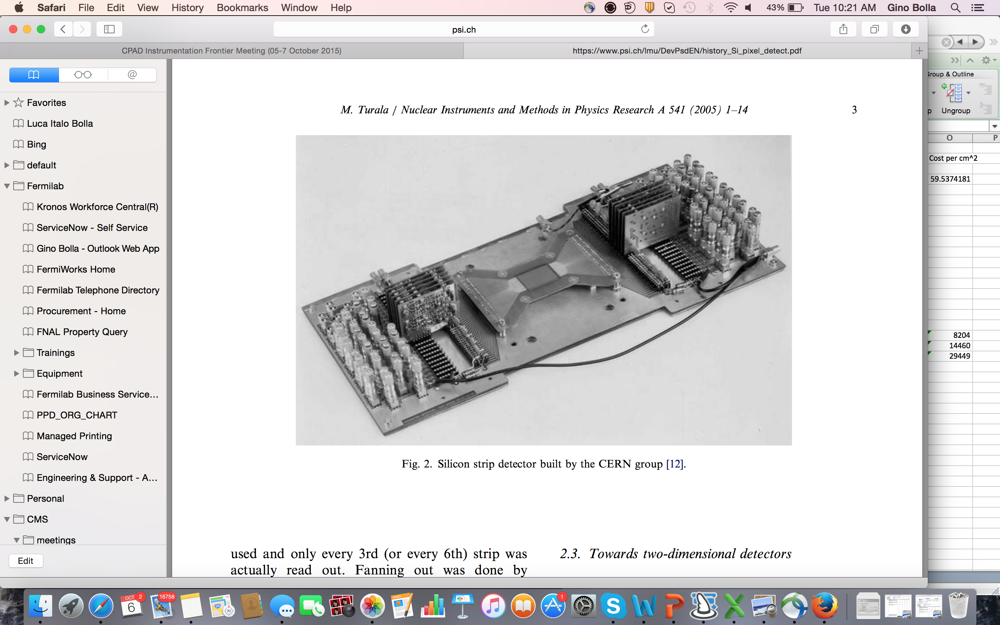 Safari File Edit View History Bookmarks Window Help 43% Tue 10:21 AM Gino Bolla
psi.ch
CPAD Instrumentation Frontier Meeting (05-7 October 2015)
https://www.psi.ch/lmu/DevPsdEN/history_Si_pixel_detect.pdf
@
Favorites
Luca Italo Bolla
Bing
default
Fermilab
Kronos Workforce Central(R)
ServiceNow - Self Service
Gino Bolla - Outlook Web App
FermiWorks Home
Fermilab Telephone Directory
Procurement - Home
FNAL Property Query
Trainings
Equipment
Fermilab Business Service...
PPD_ORG_CHART
Managed Printing
ServiceNow
Engineering & Support - A...
Personal
CMS
meetings
Edit
M. Turala / Nuclear Instruments and Methods in Physics Research A 541 (2005) 1–14
3
Fig. 2. Silicon strip detector built by the CERN group [12].
used and only every 3rd (or every 6th) strip was
actually read out. Fanning out was done by
2.3. Towards two-dimensional detectors
Group & Outline
p Ungroup
O P
Cost per cm^2
59.5374181
8204
14460
29449
OCT 2
6
16758
280
3D
PAGES
1
S
W
P
X